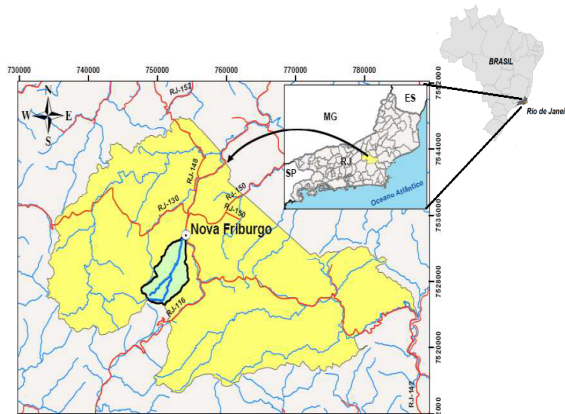 730000 740000 750000 760000 770000 780000
BRASIL
Rio de Janei
N
W E
S
RJ-152
MG
ES
SP
RJ
Oceano Atlântico
RJ-148
RJ-150
RJ-130
RJ-150
Nova Friburgo
RJ-116
RJ-142
7544000
7536000
7528000
7520000